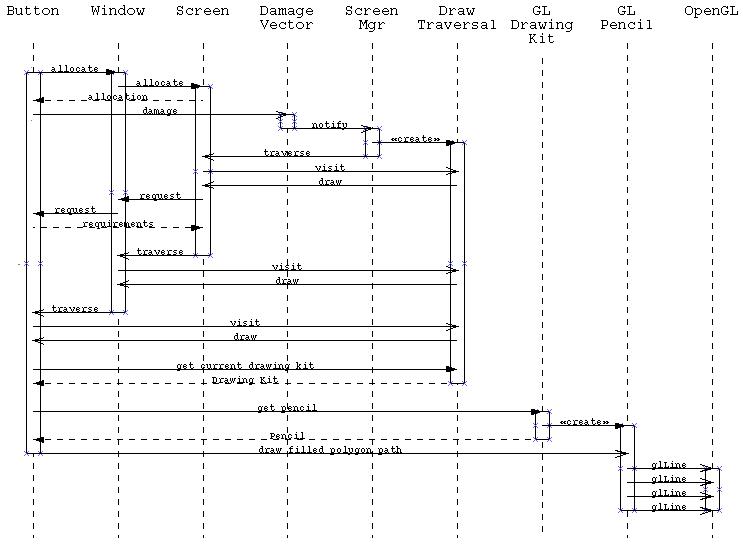 Button Window Screen Damage Screen Draw GL GL OpenGL
Vector Mgr Traversal Drawing Pencil
Kit
allocate
allocate
allocation
damage
notify
«create»
traverse
visit
draw
request
request
requirements
traverse
visit
draw
traverse
visit
draw
get current drawing kit
Drawing Kit
get pencil
«create»
Pencil
draw filled polygon path
glLine
glLine
glLine
glLine